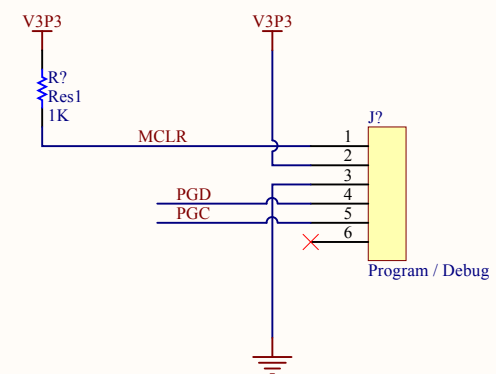 V3P3
V3P3
R?
Res1
1K
J?
MCLR
1
2
3
PGD
4
PGC
5
6
Program / Debug